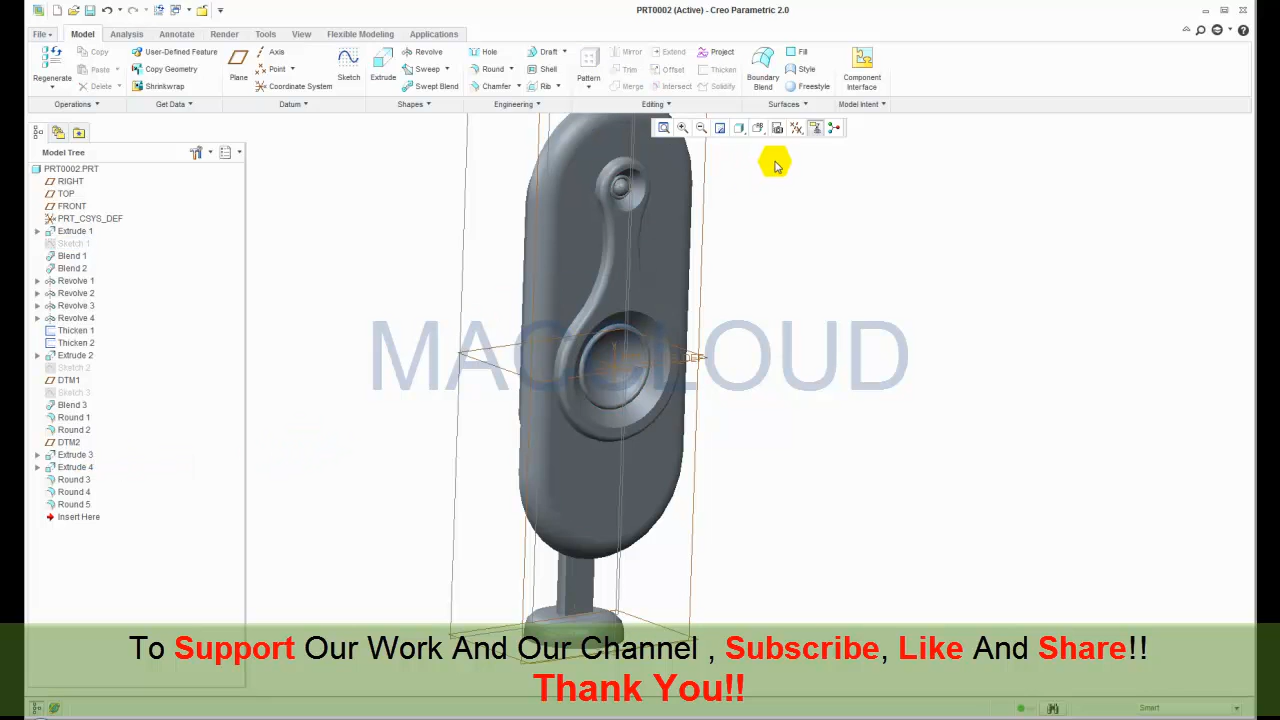 PRT0002 (Active) - Creo Parametric 2.0
File Model Analysis Annotate Render Tools View Flexible Modeling Applications
Regenerate
Copy
Paste
Delete
User-Defined Feature
Copy Geometry
Shrinkwrap
Plane
Axis
Point
Coordinate System
Sketch
Extrude
Revolve
Sweep
Swept Blend
Hole
Round
Chamfer
Draft
Shell
Rib
Pattern
Mirror
Trim
Merge
Extend
Offset
Intersect
Project
Thicken
Solidify
Boundary
Blend
Fill
Style
Freestyle
Component
Interface
Operations Get Data Datum Shapes Engineering Editing Surfaces Model Intent
Model Tree
PRT0002.PRT
RIGHT
TOP
FRONT
PRT_CSYS_DEF
Extrude 1
Sketch 1
Blend 1
Blend 2
Revolve 1
Revolve 2
Revolve 3
Revolve 4
Thicken 1
Thicken 2
Extrude 2
Sketch 2
DTM1
Sketch 3
Blend 3
Round 1
Round 2
DTM2
Extrude 3
Extrude 4
Round 3
Round 4
Round 5
Insert Here
MACCLOUD
To Support Our Work And Our Channel , Subscribe, Like And Share!!
Thank You!!
Smart